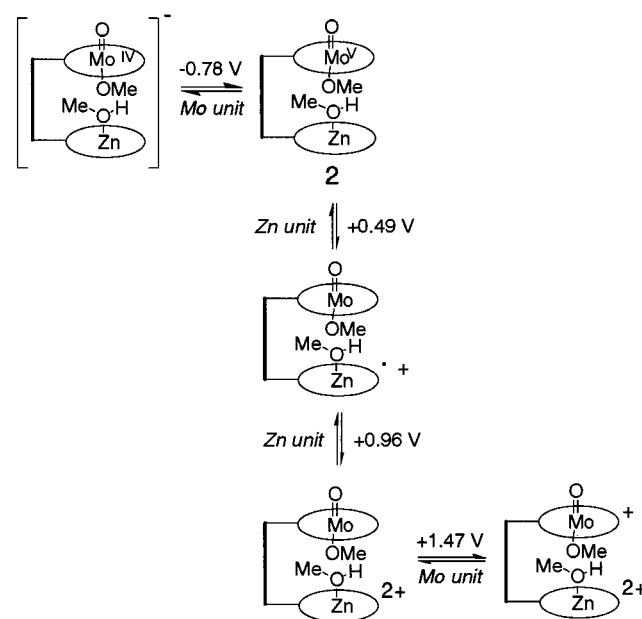 O
Mo IV
OMe
Me O H
Zn
-
-0.78 V
Mo unit
O
Mo V
OMe
Me O H
Zn
2
Zn unit
+0.49 V
O
Mo
OMe
Me O H
Zn
· +
Zn unit
+0.96 V
O
Mo
OMe
Me O H
Zn
2+
+1.47 V
Mo unit
O
Mo
+
OMe
Me O H
Zn
2+